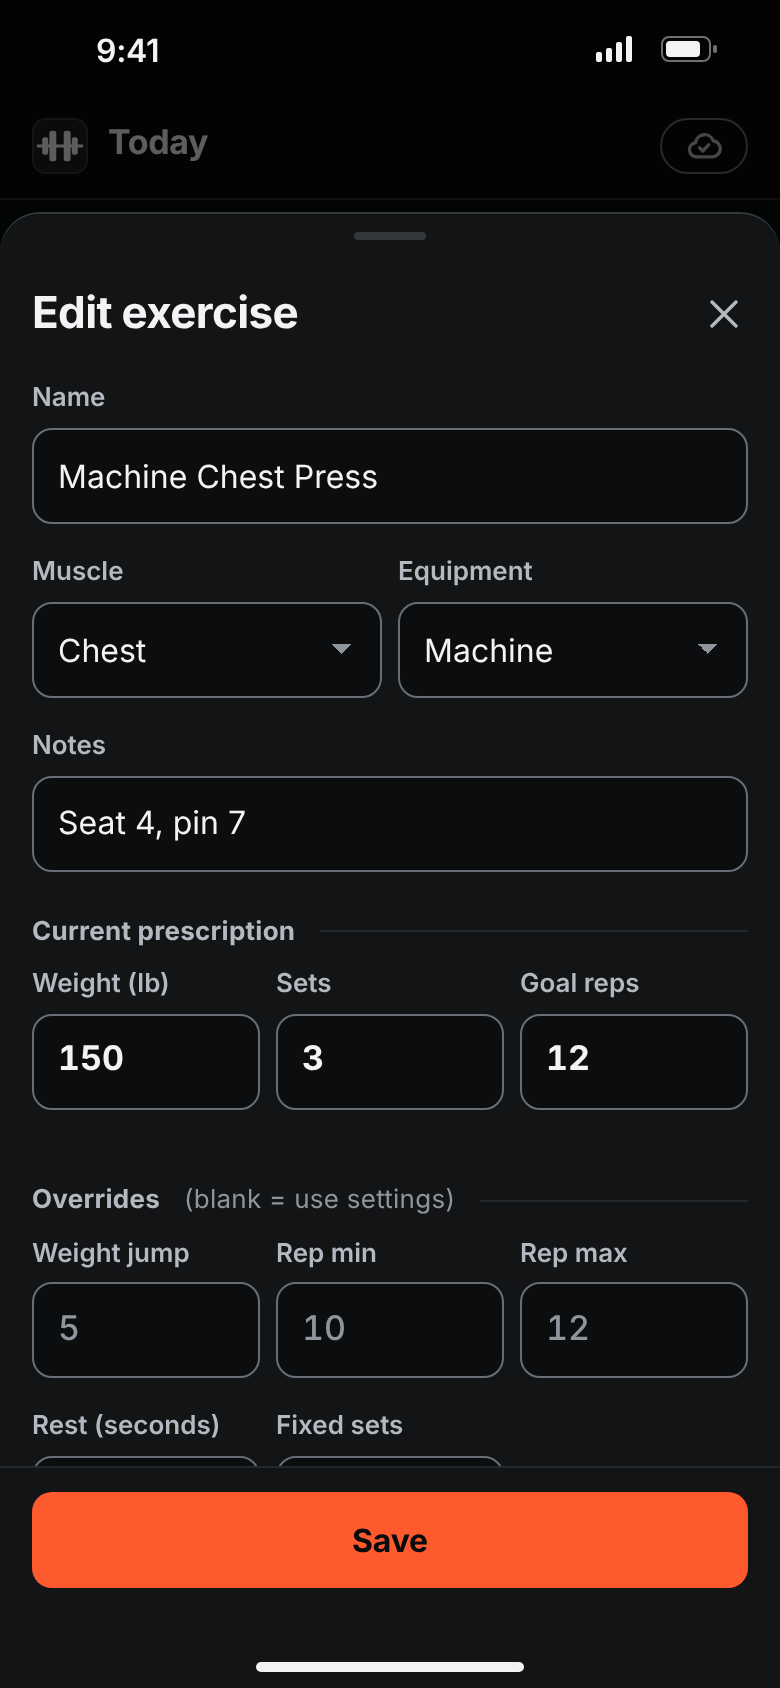 9:41
Today
Edit exercise
Name
Machine Chest Press
Muscle Equipment
Chest Machine
Notes
Seat 4, pin 7
Current prescription
Weight (lb) Sets Goal reps
150 3 12
Overrides (blank = use settings)
Weight jump Rep min Rep max
5 10 12
Rest (seconds) Fixed sets
Save